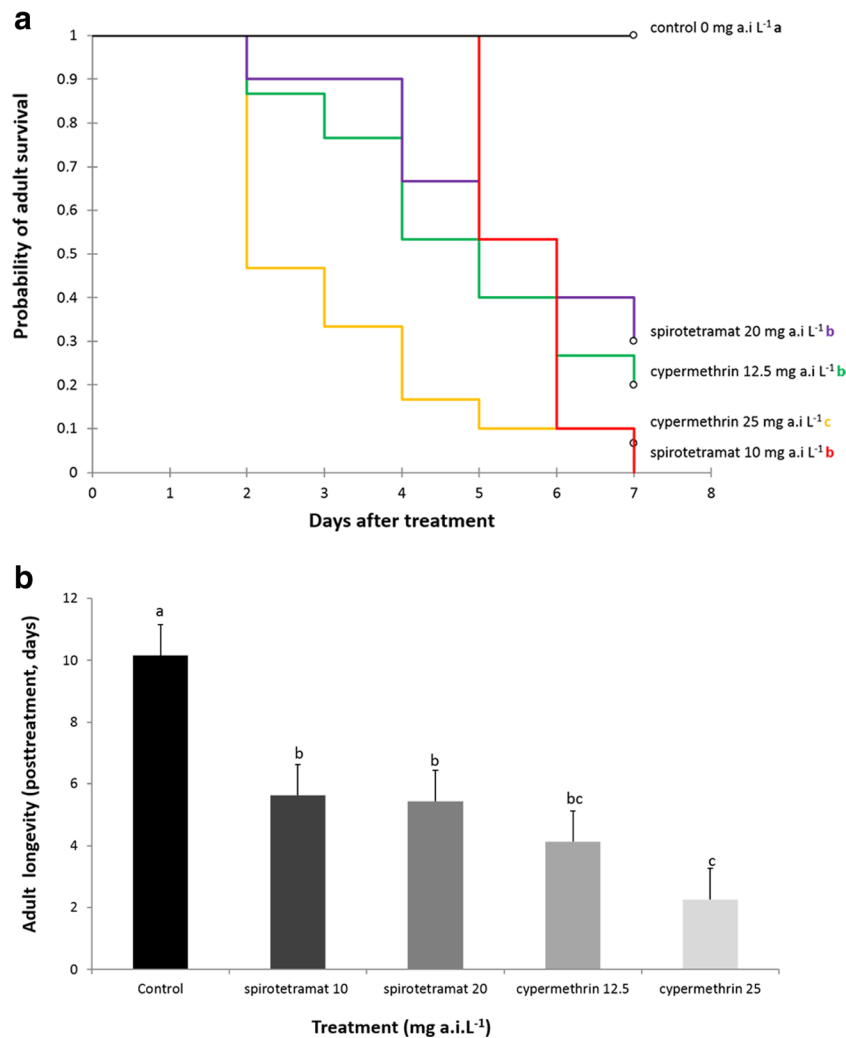 a
control 0 mg a.i L⁻¹ a
1
0.9
0.8
0.7
0.6
0.5
0.4
0.3
0.2
0.1
0
Probability of adult survival
spirotetramat 20 mg a.i L⁻¹ b
cypermethrin 12.5 mg a.i L⁻¹ b
cypermethrin 25 mg a.i L⁻¹ c
spirotetramat 10 mg a.i L⁻¹ b
0 1 2 3 4 5 6 7 8
Days after treatment
b
12
10
8
6
4
2
0
Adult longevity (posttreatment, days)
a
b
b
bc
c
Control spirotetramat 10 spirotetramat 20 cypermethrin 12.5 cypermethrin 25
Treatment (mg a.i.L⁻¹)